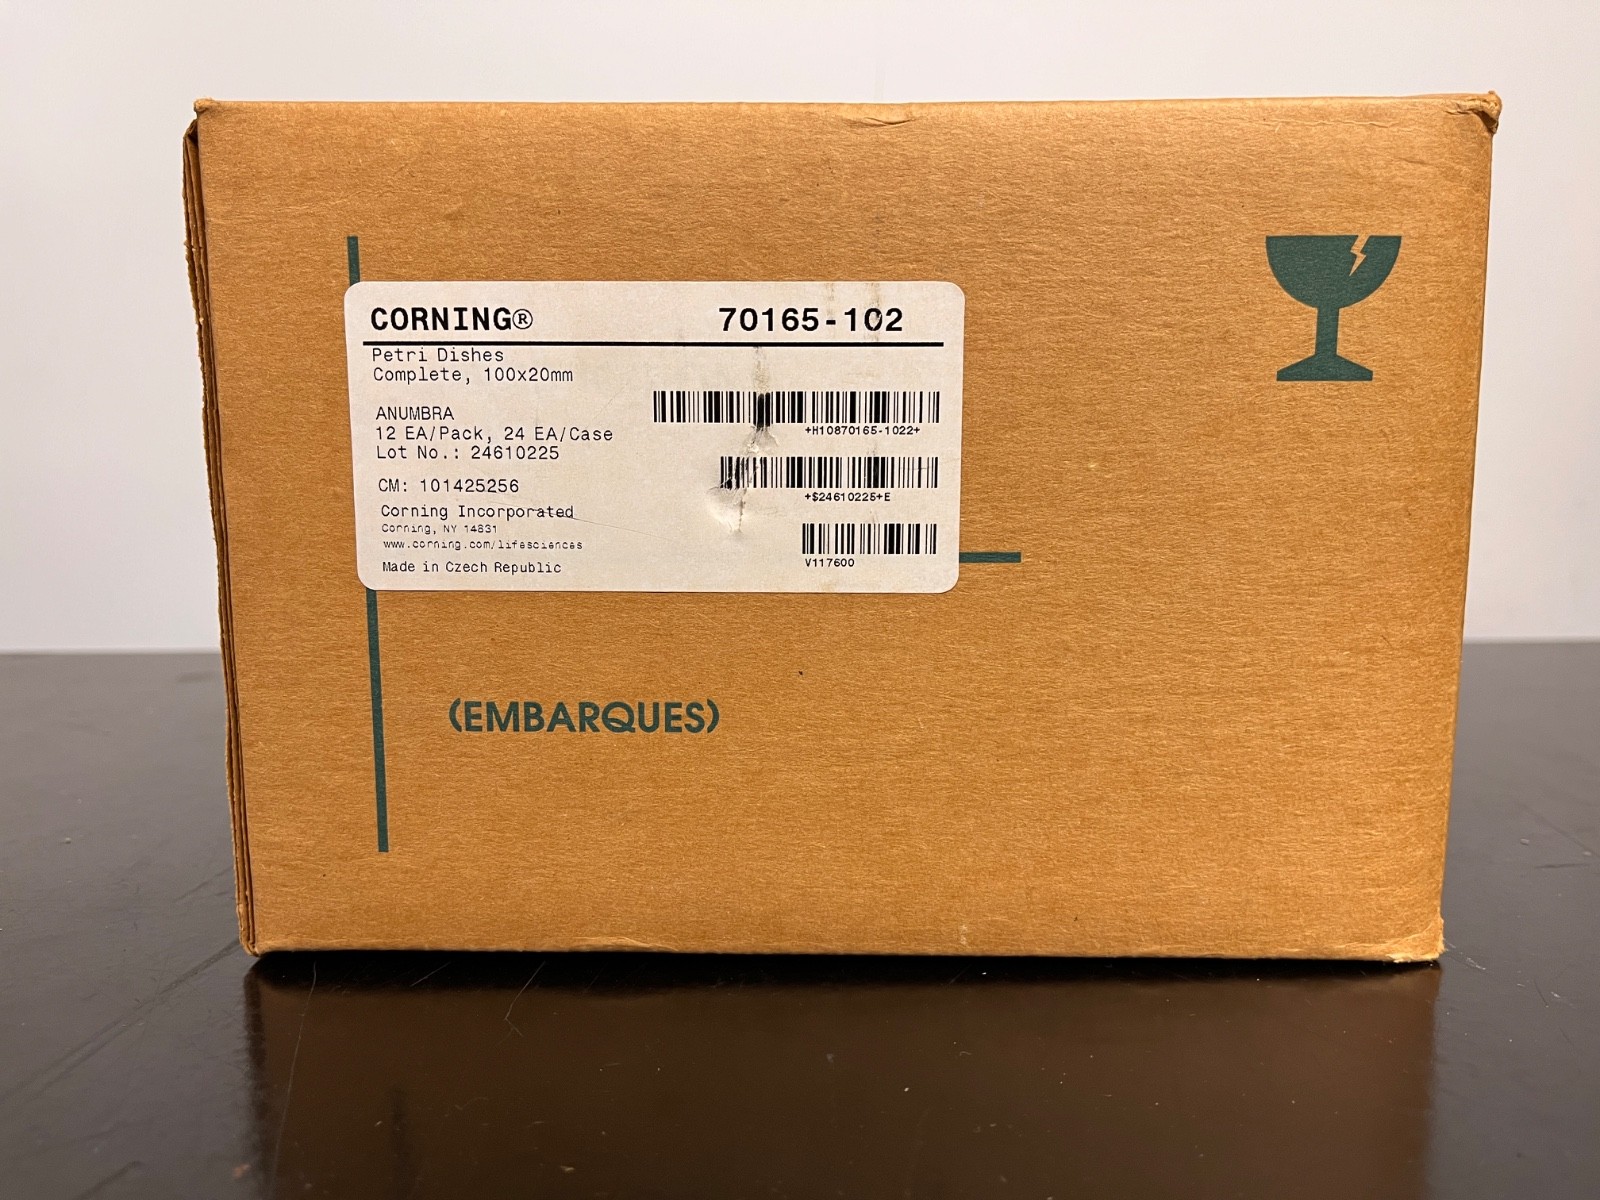 CORNING® 70165-102
Petri Dishes
Complete, 100x20mm
ANUMBRA
12 EA/Pack, 24 EA/Case
Lot No.: 24610225
CM: 101425256
Corning Incorporated
Corning, NY 14831
www.corning.com/lifesciences
Made in Czech Republic
+H10870165-1022+
+$24610225+E
V117600
(EMBARQUES)